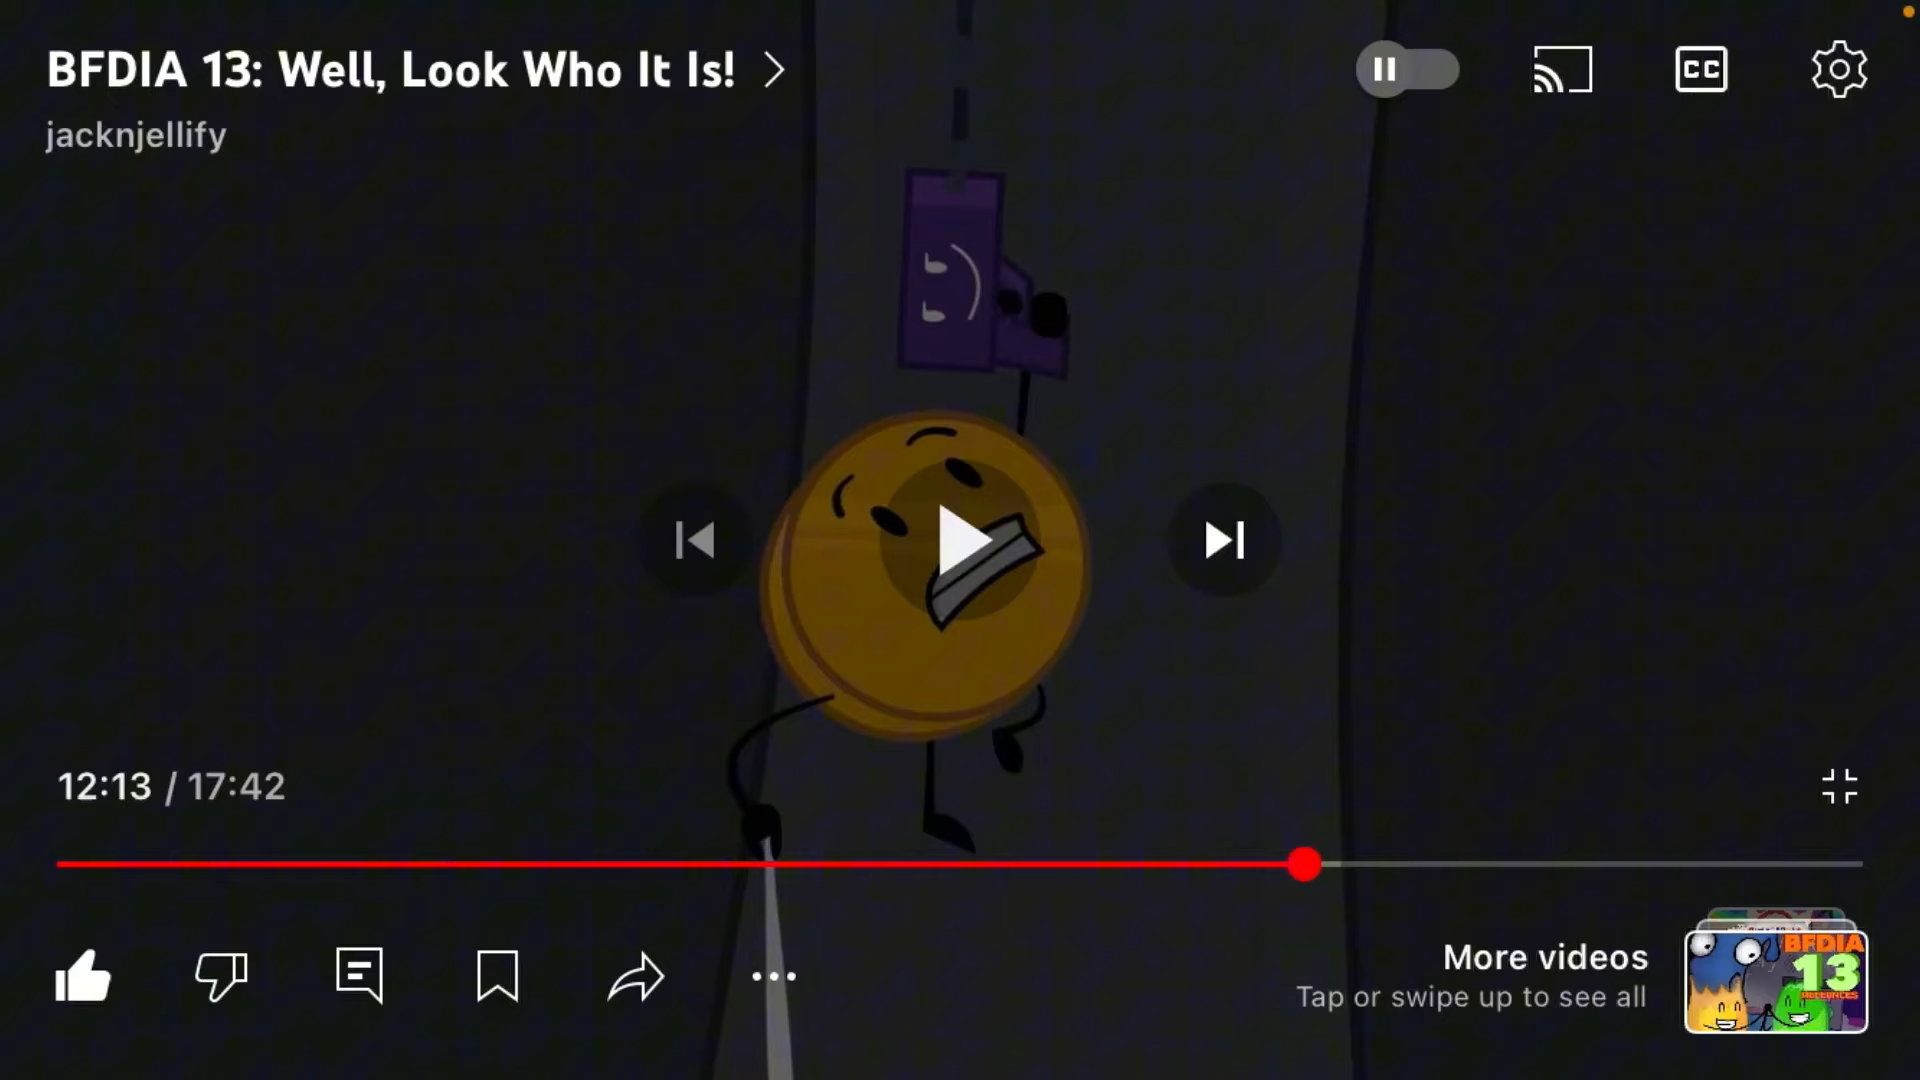 BFDIA 13: Well, Look Who It Is!
jacknjellify
CC
12:13 / 17:42
More videos
Tap or swipe up to see all
BFDIA
13